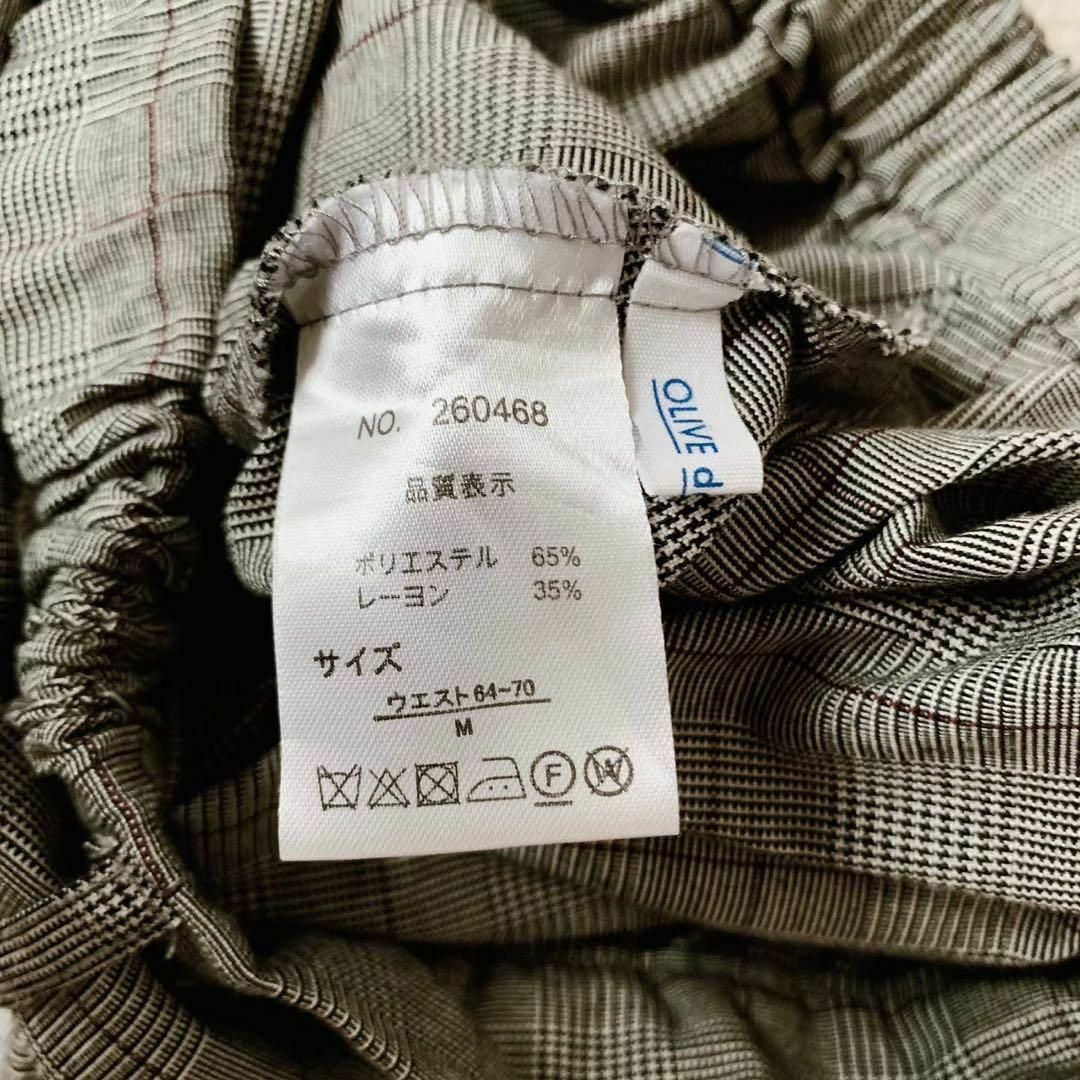 NO. 260468
品質表示
ポリエステル 65%
レーヨン 35%
サイズ
ウエスト64-70
M
F
W
OLIVE